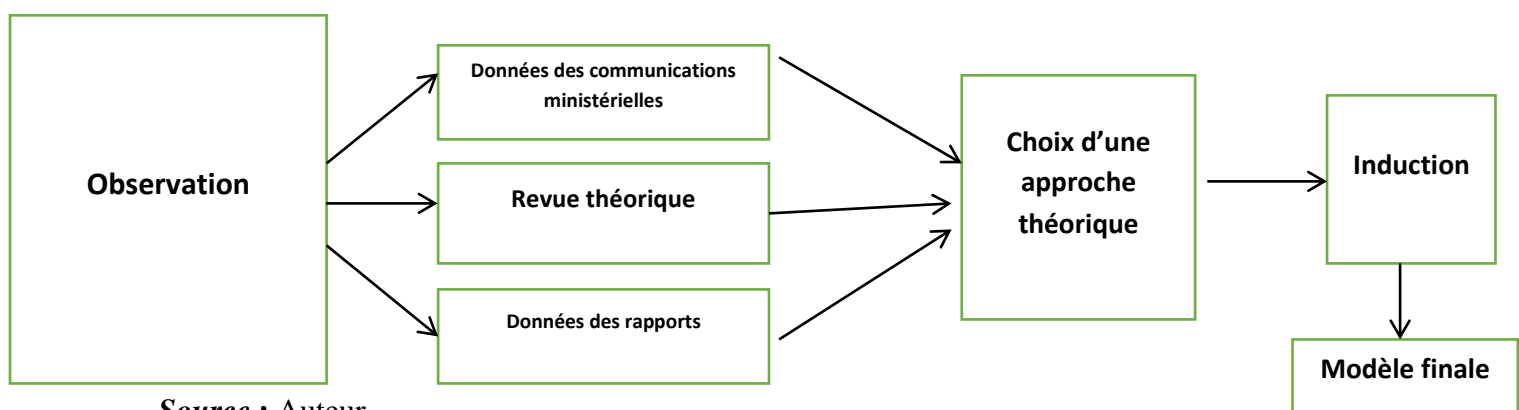 Observation
Données des communications
ministérielles
Revue théorique
Données des rapports
Choix d’une
approche
théorique
Induction
Modèle finale
Source : Auteur